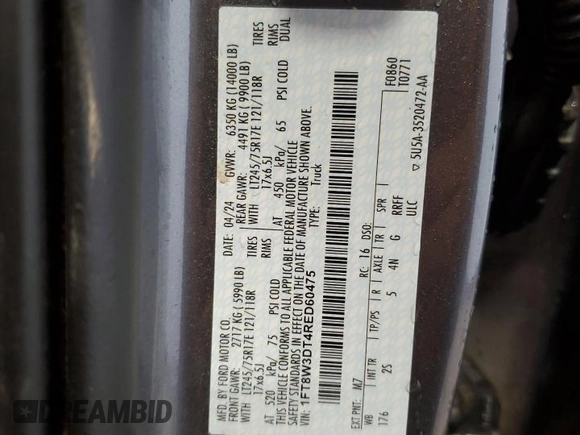 MFD. BY FORD MOTOR CO.
DATE: 04/24 GVWR: 6350 KG (14000 LB)
FRONT GAWR: 2717 KG (5990 LB) REAR GAWR: 4491 KG (9900 LB)
WITH LT245/75R17E 121/118R TIRES WITH LT245/75R17E 121/118R TIRES
17x6.5J RIMS 17x6.5J RIMS
AT 520 kPa/ 75 PSI COLD AT 450 kPa/ 65 PSI COLD DUAL
THIS VEHICLE CONFORMS TO ALL APPLICABLE FEDERAL MOTOR VEHICLE
SAFETY STANDARDS IN EFFECT ON THE DATE OF MANUFACTURE SHOWN ABOVE.
VIN: 1FT8W3DT4RED60475 TYPE: Truck
F0860
T0771
EXT PNT: M7 RC: 16 DSO:
WB INT TR TP/PS R AXLE TR SPR
176 2S 5 4N G RRFF
ULC
▽ 5U5A-3520472-AA
RideSafely.com AutoBidMaster